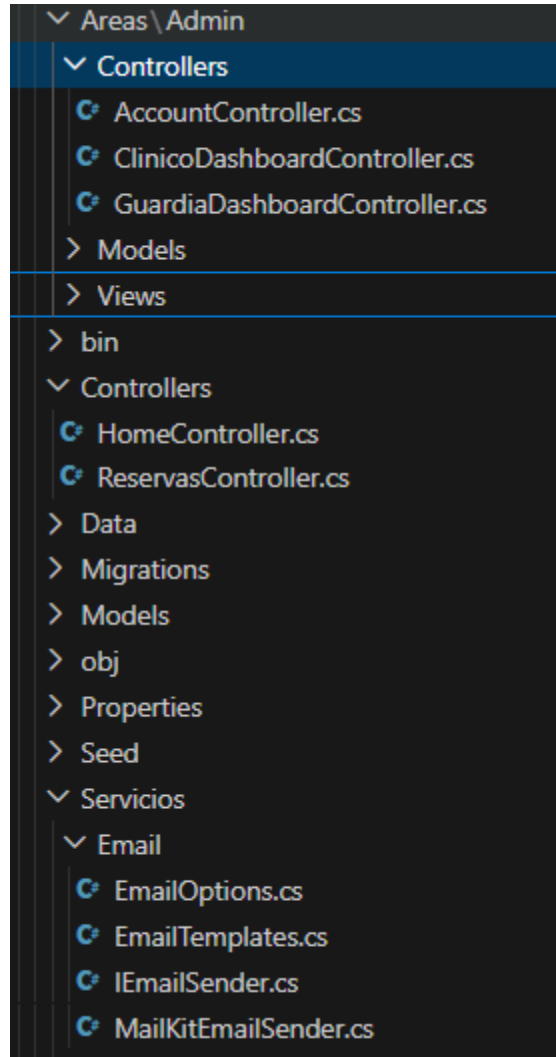 Areas\Admin
Controllers
C# AccountController.cs
C# ClinicoDashboardController.cs
C# GuardiaDashboardController.cs
Models
Views
bin
Controllers
C# HomeController.cs
C# ReservasController.cs
Data
Migrations
Models
obj
Properties
Seed
Servicios
Email
C# EmailOptions.cs
C# EmailTemplates.cs
C# IEmailSender.cs
C# MailKitEmailSender.cs